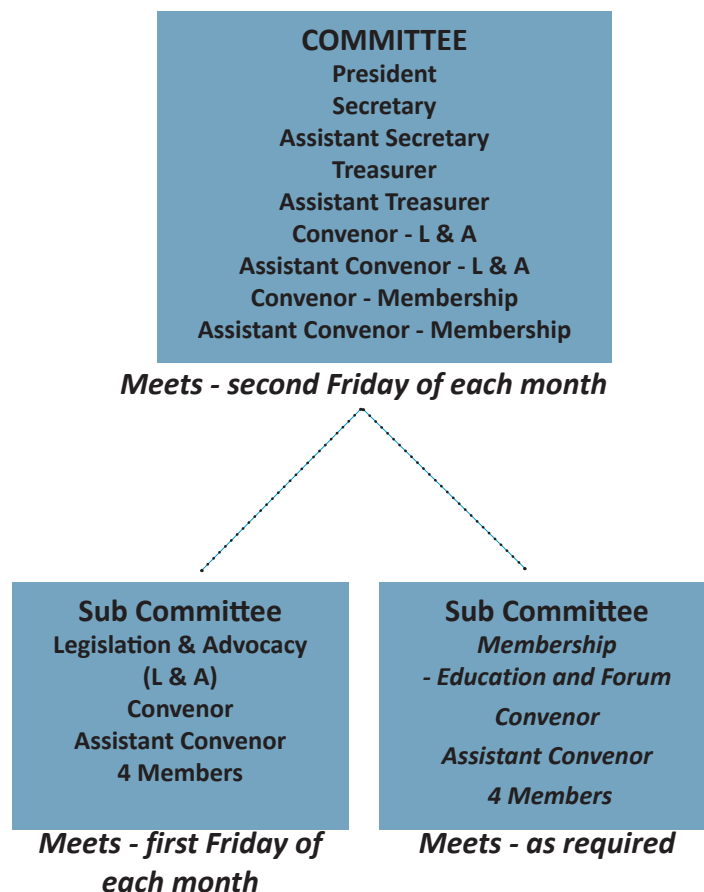 COMMITTEE
President
Secretary
Assistant Secretary
Treasurer
Assistant Treasurer
Convenor - L & A
Assistant Convenor - L & A
Convenor - Membership
Assistant Convenor - Membership
Meets - second Friday of each month
Sub Committee
Legislation & Advocacy
(L & A)
Convenor
Assistant Convenor
4 Members
Meets - first Friday of
each month
Sub Committee
Membership
- Education and Forum
Convenor
Assistant Convenor
4 Members
Meets - as required